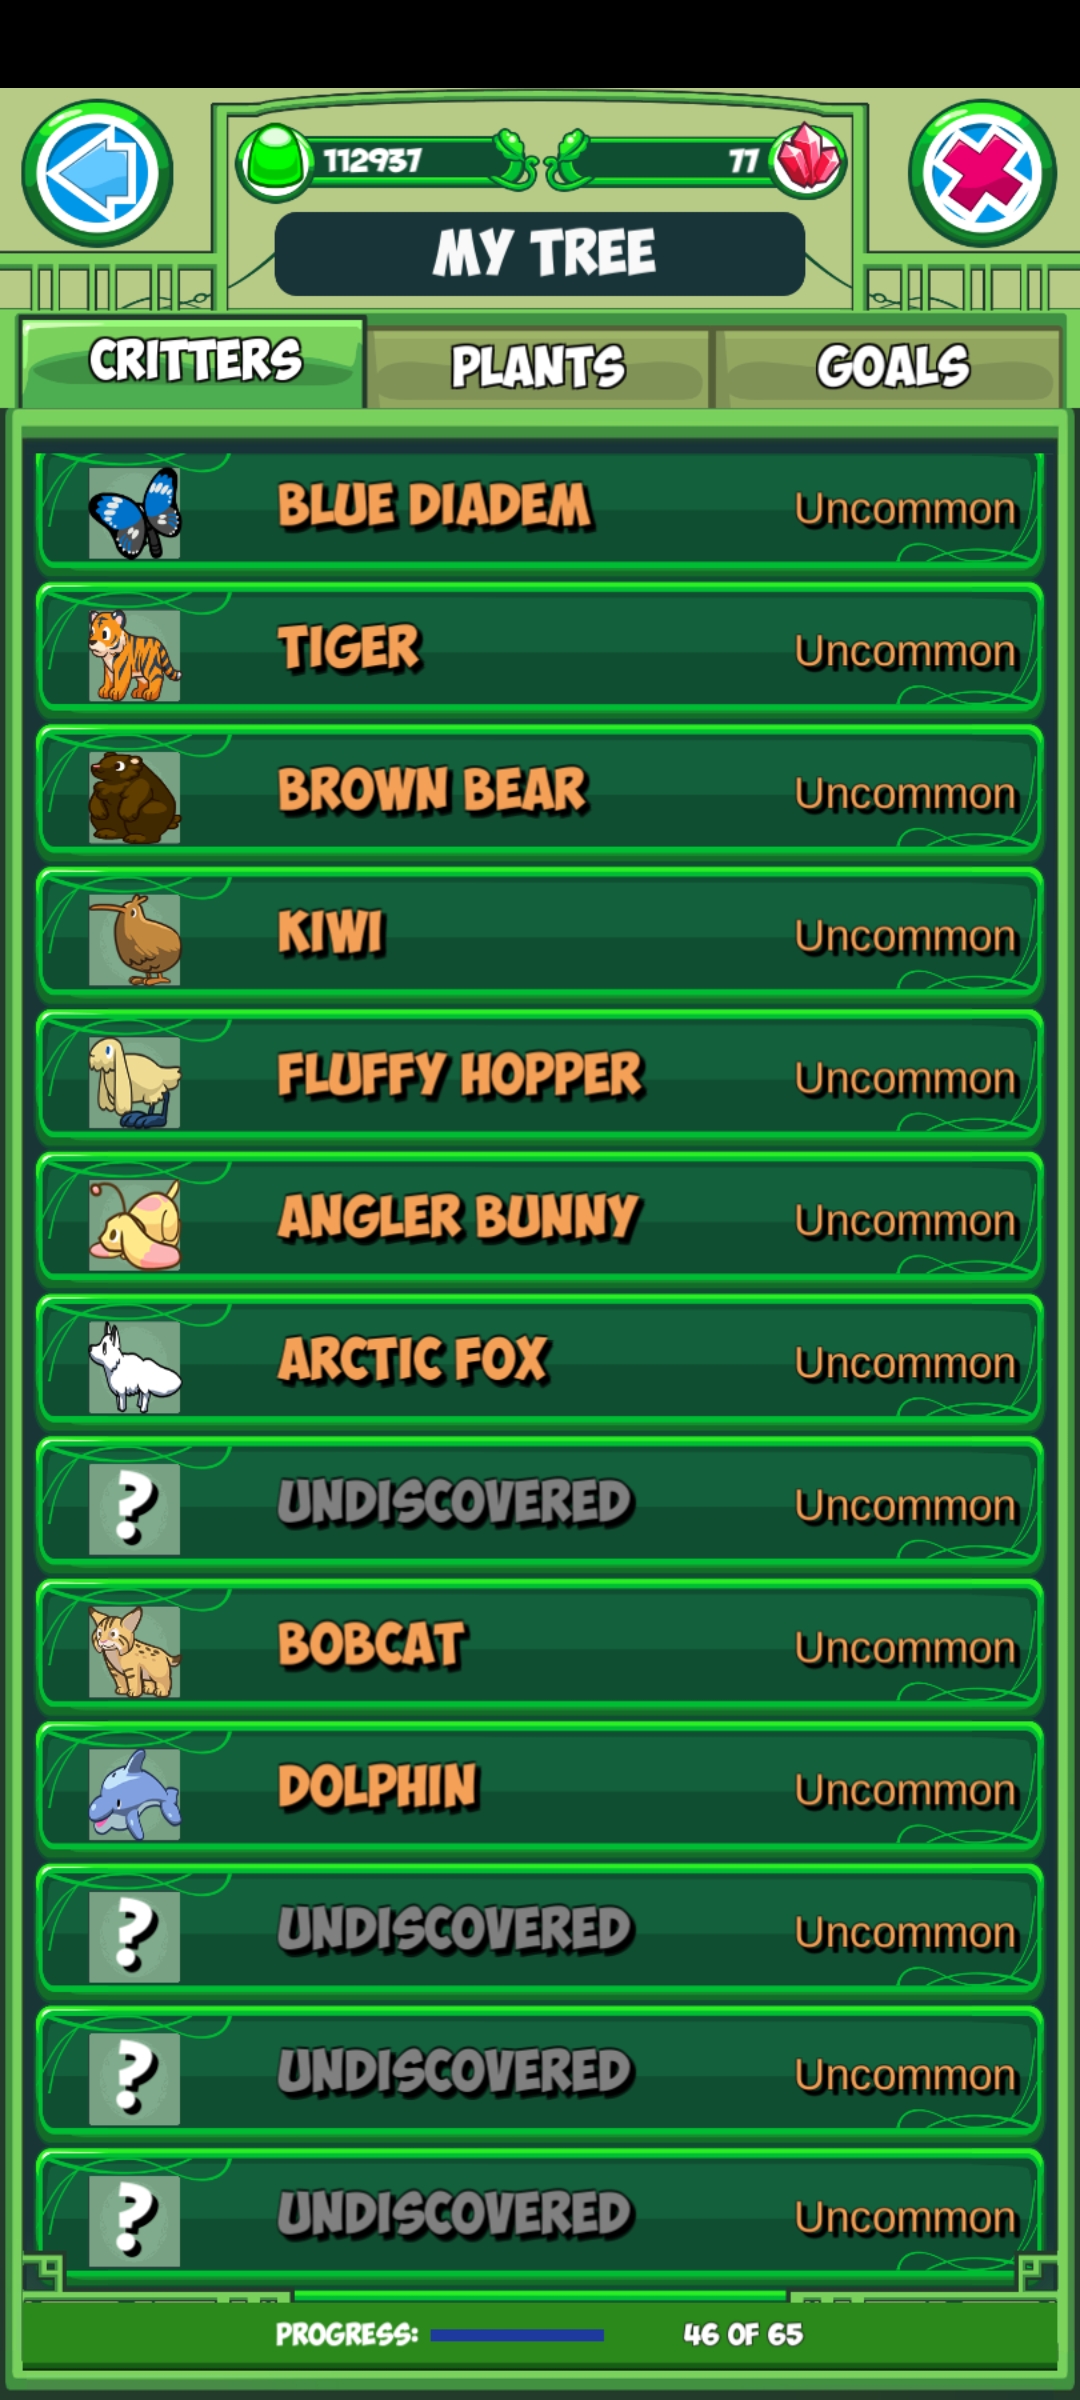 112937
77
MY TREE
CRITTERS PLANTS GOALS
BLUE DIADEM Uncommon
TIGER Uncommon
BROWN BEAR Uncommon
KIWI Uncommon
FLUFFY HOPPER Uncommon
ANGLER BUNNY Uncommon
ARCTIC FOX Uncommon
? UNDISCOVERED Uncommon
BOBCAT Uncommon
DOLPHIN Uncommon
? UNDISCOVERED Uncommon
? UNDISCOVERED Uncommon
? UNDISCOVERED Uncommon
PROGRESS: 46 OF 65